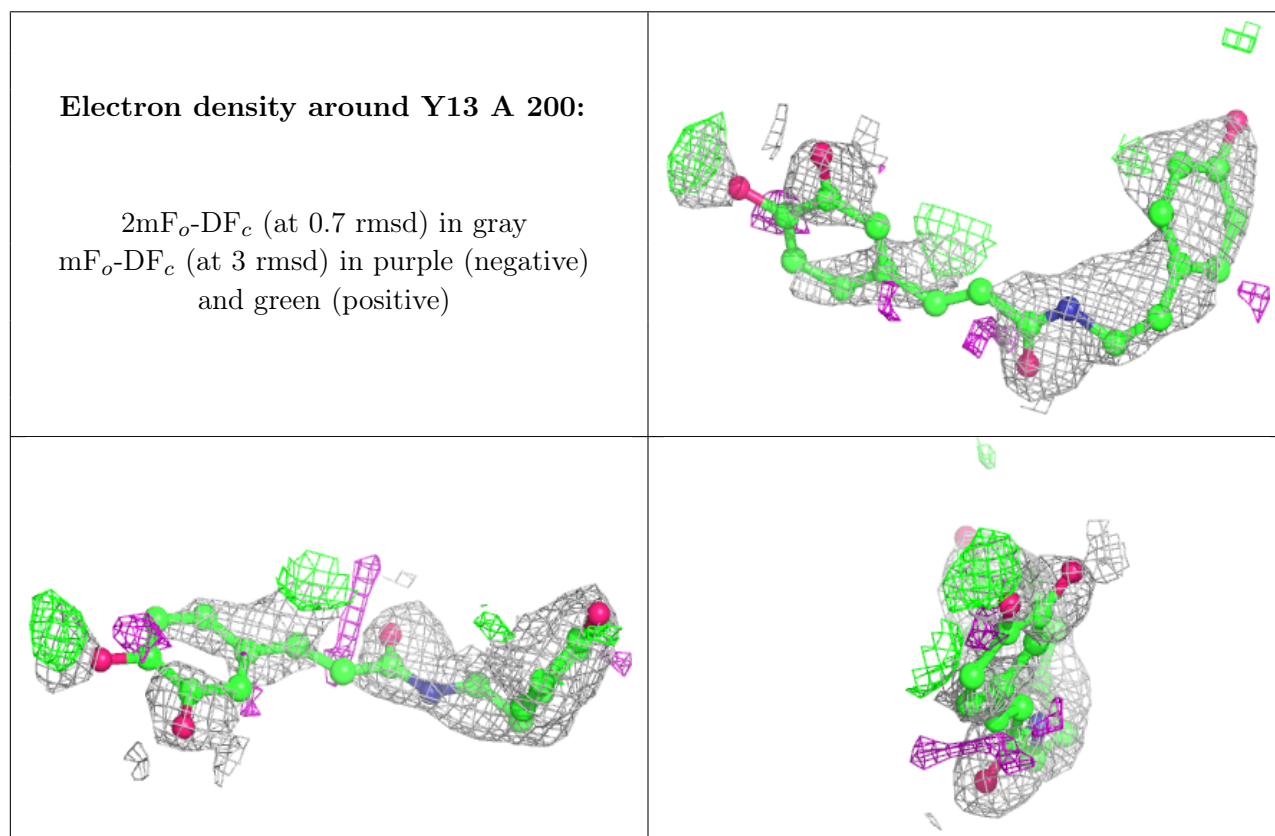 Electron density around Y13 A 200:
2mFo-DFc (at 0.7 rmsd) in gray
mFo-DFc (at 3 rmsd) in purple (negative)
and green (positive)